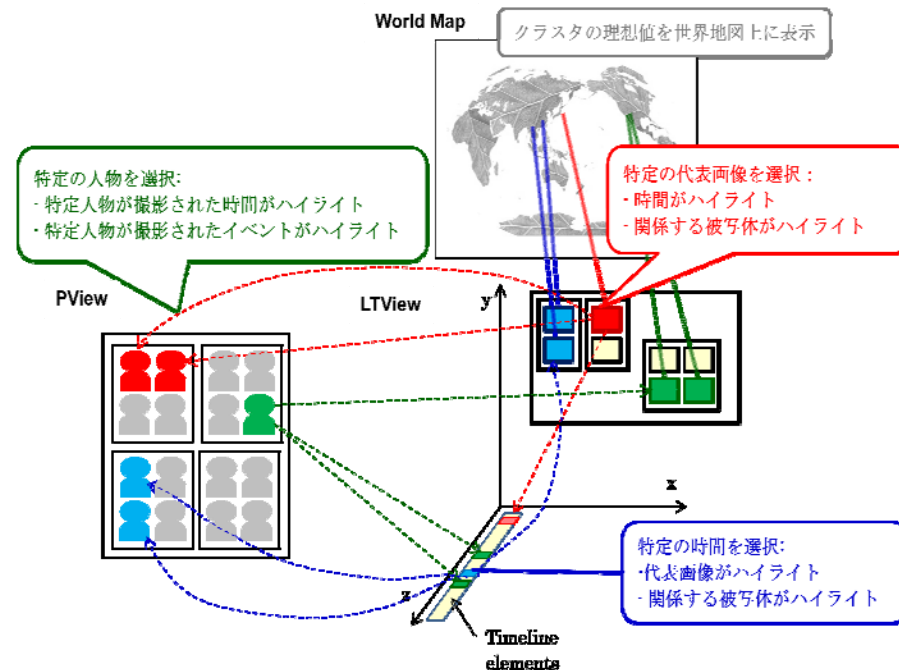 World Map
クラスタの理想値を世界地図上に表示
特定の人物を選択:
- 特定人物が撮影された時間がハイライト
- 特定人物が撮影されたイベントがハイライト
特定の代表画像を選択：
- 時間がハイライト
- 関係する被写体がハイライト
PView
LTView
y
x
z
特定の時間を選択:
-代表画像がハイライト
- 関係する被写体がハイライト
Timeline
elements